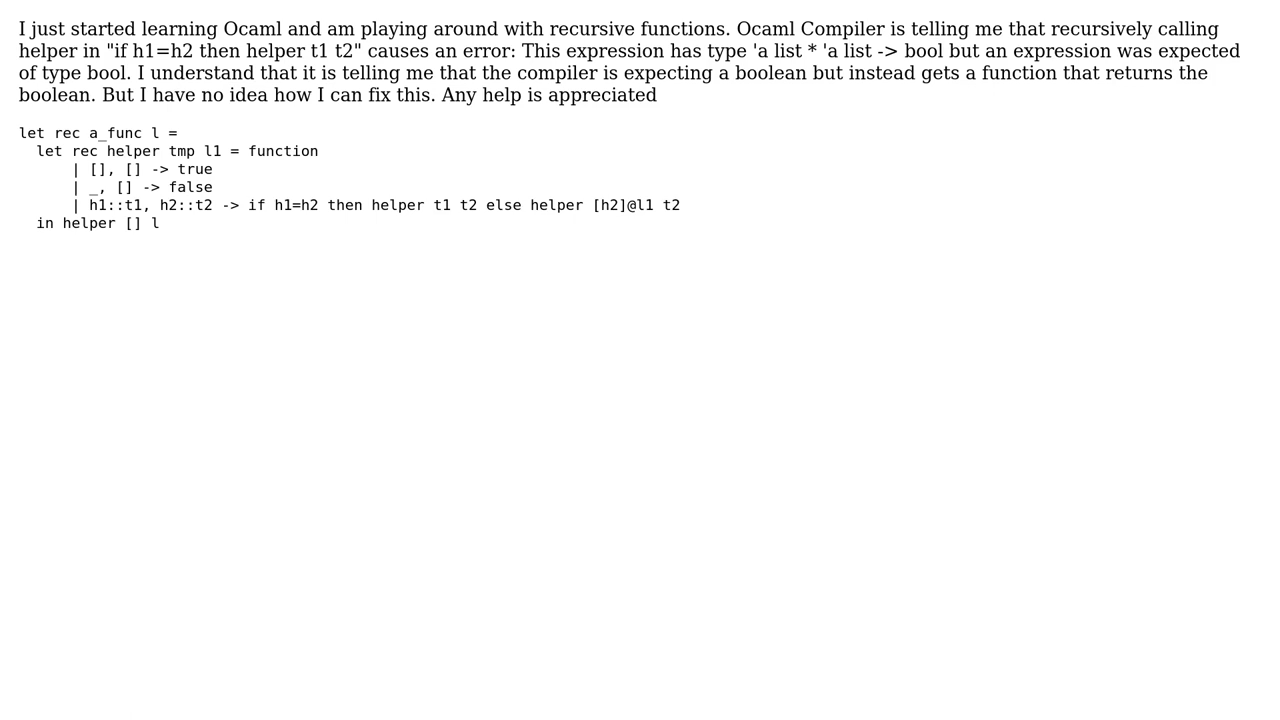 I just started learning Ocaml and am playing around with recursive functions. Ocaml Compiler is telling me that recursively calling
helper in "if h1=h2 then helper t1 t2" causes an error: This expression has type 'a list * 'a list -> bool but an expression was expected
of type bool. I understand that it is telling me that the compiler is expecting a boolean but instead gets a function that returns the
boolean. But I have no idea how I can fix this. Any help is appreciated
let rec a_func l =
  let rec helper tmp l1 = function
      | [], [] -> true
      | _, [] -> false
      | h1::t1, h2::t2 -> if h1=h2 then helper t1 t2 else helper [h2]@l1 t2
  in helper [] l